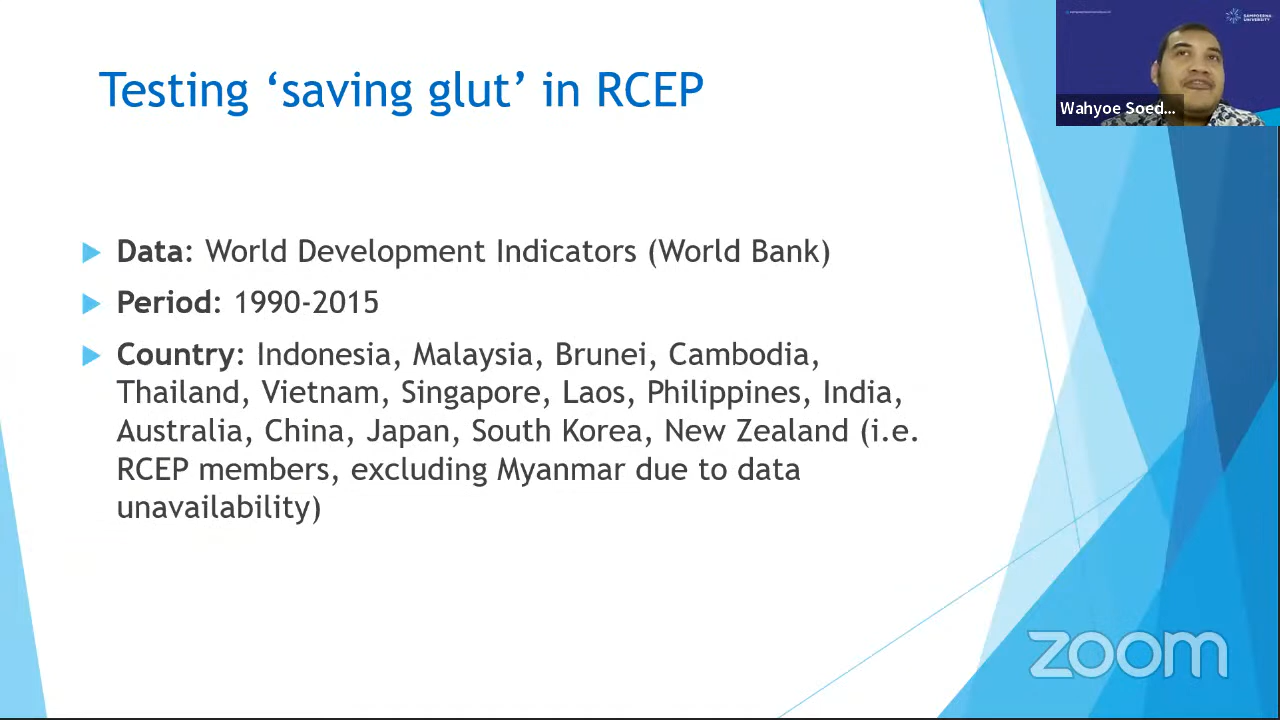 Testing ‘saving glut’ in RCEP
SAMPOERNA
UNIVERSITY
Wahyoe Soed...
Data: World Development Indicators (World Bank)
Period: 1990-2015
Country: Indonesia, Malaysia, Brunei, Cambodia,
Thailand, Vietnam, Singapore, Laos, Philippines, India,
Australia, China, Japan, South Korea, New Zealand (i.e.
RCEP members, excluding Myanmar due to data
unavailability)
zoom